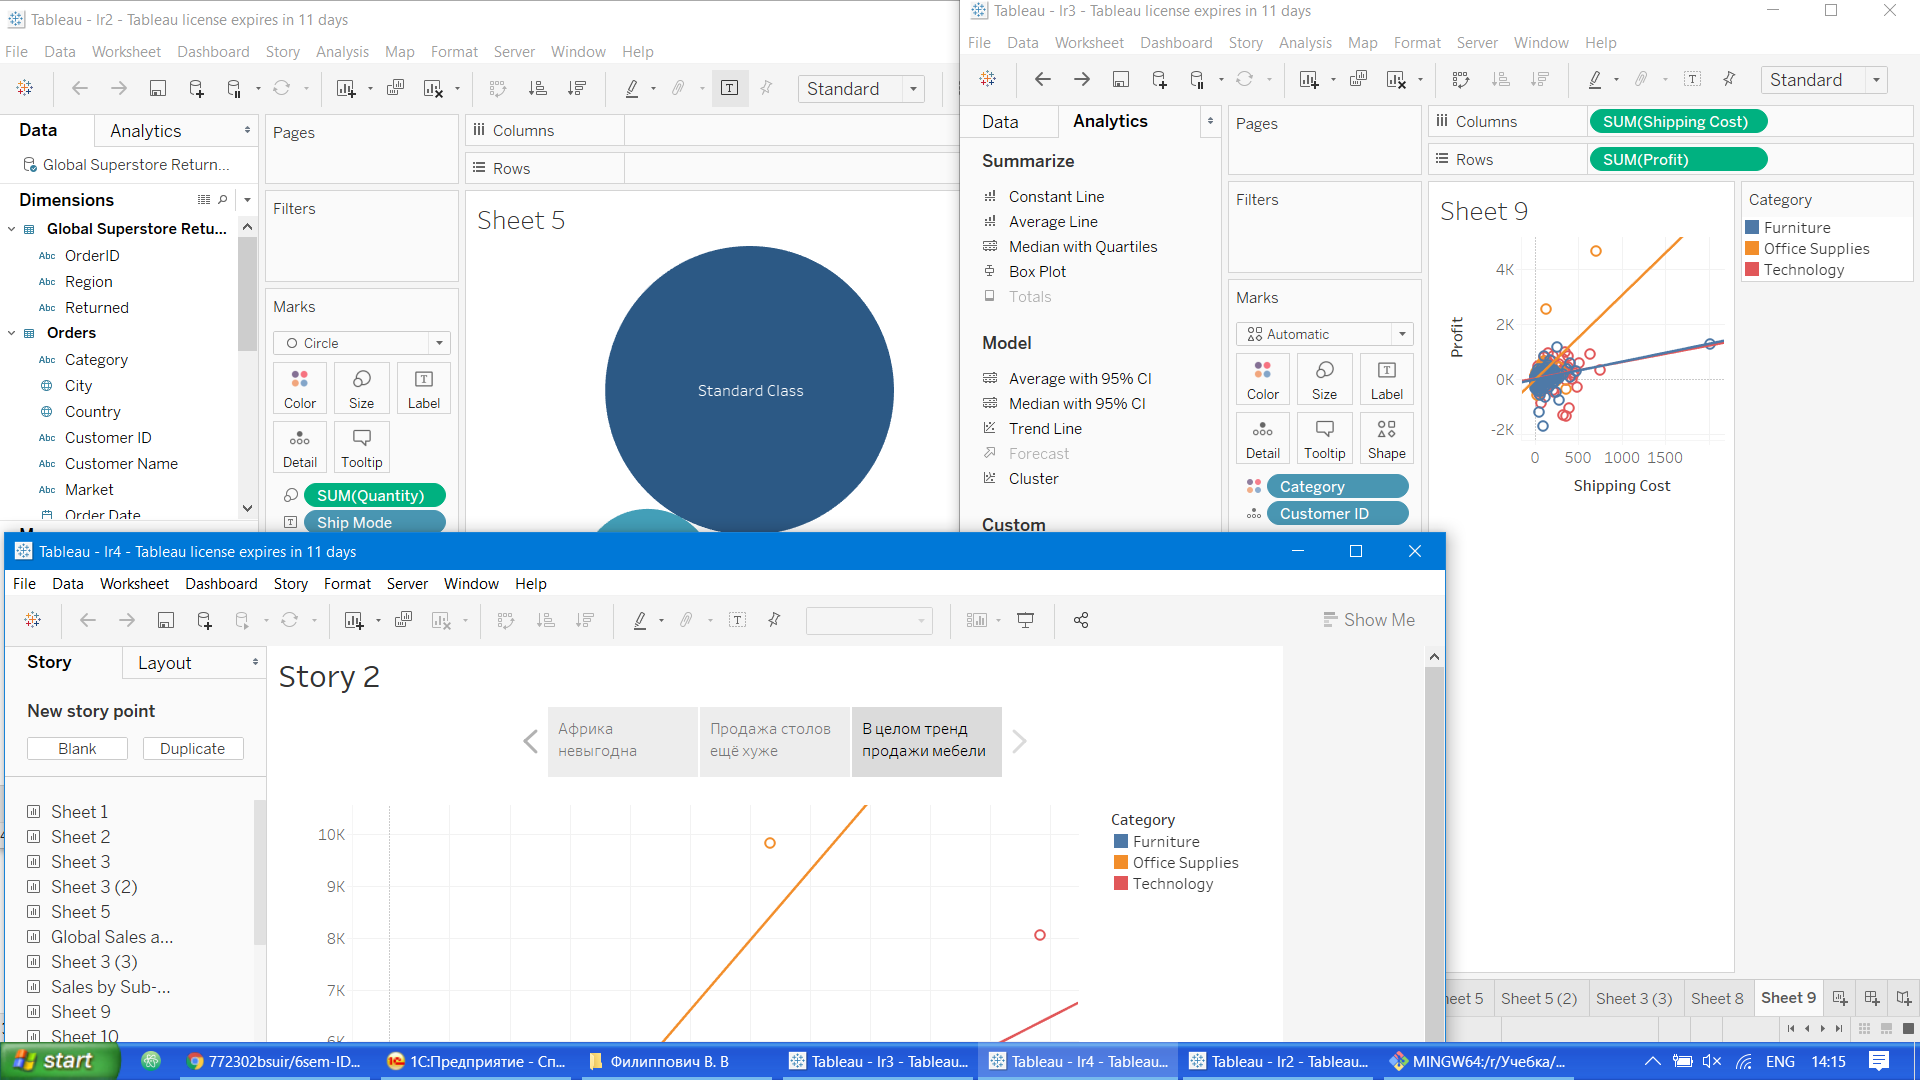 Tableau - lr2 - Tableau license expires in 11 days
File Data Worksheet Dashboard Story Analysis Map Format Server Window Help
Standard
Data Analytics
Global Superstore Return...
Dimensions
Global Superstore Retu...
Abc OrderID
Abc Region
Abc Returned
Orders
Abc Category
City
Country
Abc Customer ID
Abc Customer Name
Abc Market
Order Date
Pages
Filters
Marks
Circle
Color Size Label
Detail Tooltip
SUM(Quantity)
Ship Mode
Columns
Rows
Sheet 5
Standard Class
Tableau - lr3 - Tableau license expires in 11 days
File Data Worksheet Dashboard Story Analysis Map Format Server Window Help
Standard
Data Analytics
Summarize
Constant Line
Average Line
Median with Quartiles
Box Plot
Totals
Model
Average with 95% CI
Median with 95% CI
Trend Line
Forecast
Cluster
Custom
Pages
Filters
Marks
Automatic
Color Size Label
Detail Tooltip Shape
Category
Customer ID
Columns SUM(Shipping Cost)
Rows SUM(Profit)
Sheet 9
4K
2K
0K
-2K
Profit
0 500 1000 1500
Shipping Cost
Category
Furniture
Office Supplies
Technology
Sheet 5 (2) Sheet 3 (3) Sheet 8 Sheet 9
Tableau - lr4 - Tableau license expires in 11 days
File Data Worksheet Dashboard Story Format Server Window Help
Show Me
Story Layout
New story point
Blank Duplicate
Sheet 1
Sheet 2
Sheet 3
Sheet 3 (2)
Sheet 5
Global Sales a...
Sheet 3 (3)
Sales by Sub-...
Sheet 9
Sheet 10
Story 2
Африка
невыгодна
Продажа столов
ещё хуже
В целом тренд
продажи мебели
10K
9K
8K
7K
6K
Category
Furniture
Office Supplies
Technology
start 772302bsuir/6sem-ID... 1С:Предприятие - Сп... Филиппович В. В Tableau - lr3 - Tableau... Tableau - lr4 - Tableau... Tableau - lr2 - Tableau... MINGW64:/r/Учебка/... ENG 14:15